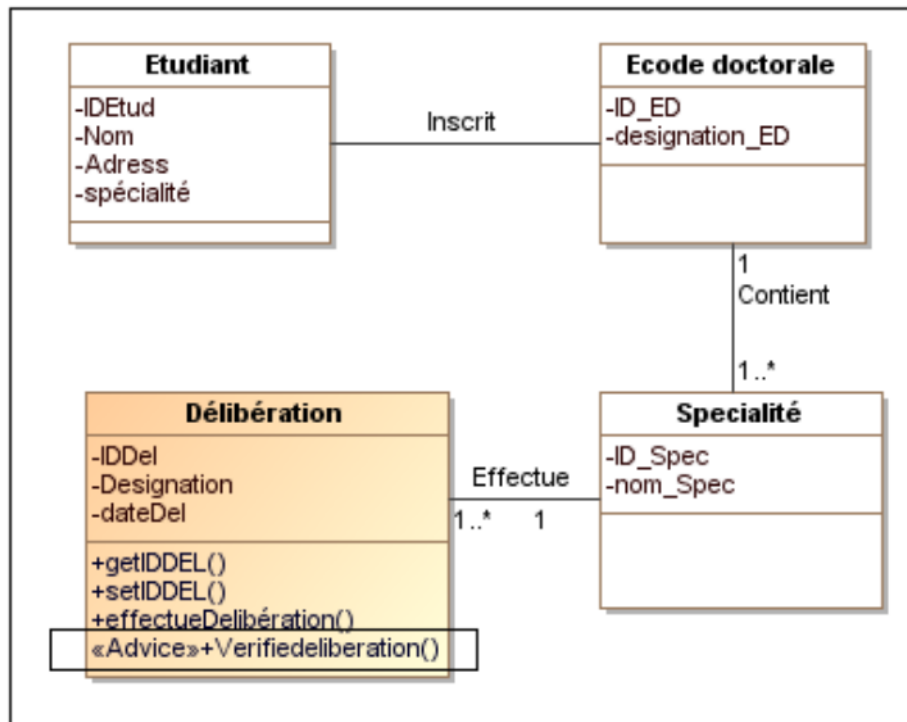 Etudiant
-IDEtud
-Nom
-Adress
-spécialité
Inscrit
Ecode doctorale
-ID_ED
-designation_ED
1
Contient
1..*
Délibération
-IDDel
-Designation
-dateDel
+getIDDEL()
+setIDDEL()
+effectueDelibération()
«Advice»+Verifiedeliberation()
Effectue
1..* 1
Specialité
-ID_Spec
-nom_Spec